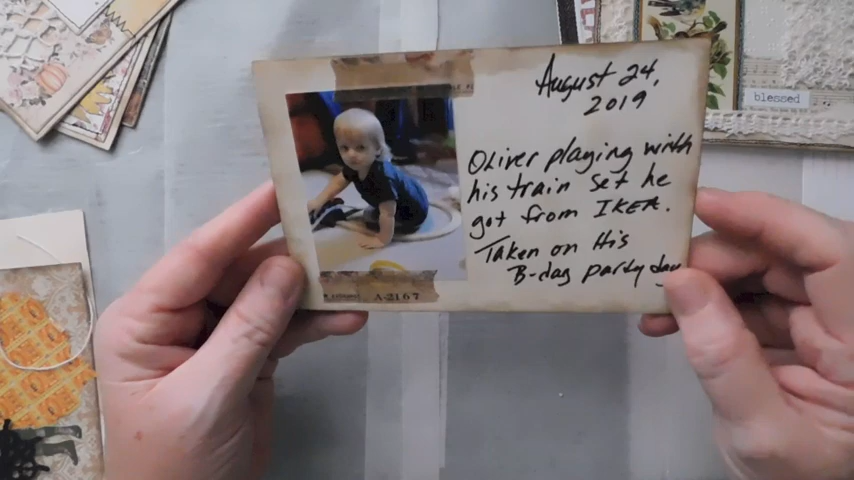 August 24,
2019
Oliver playing with
his train set he
got from IKEA.
Taken on His
B-day party day
A-2167
blessed